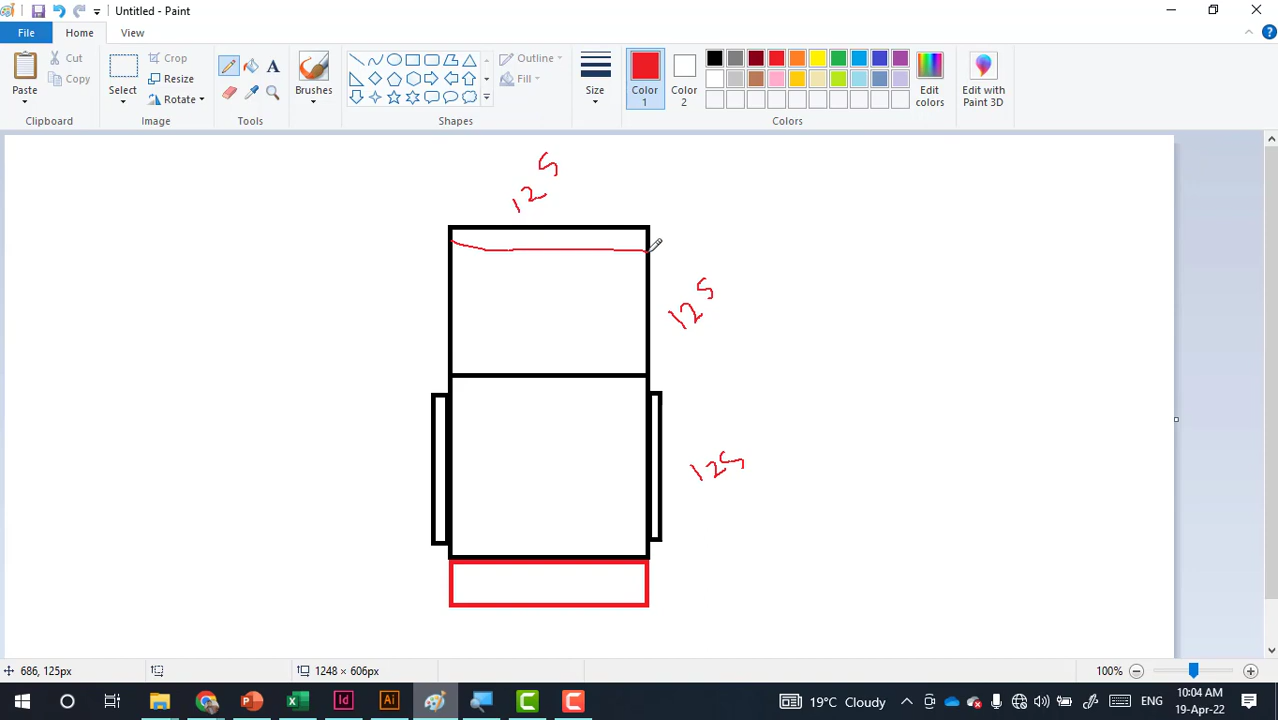 Untitled - Paint
File
Home
View
Paste
Cut
Copy
Clipboard
Select
Crop
Resize
Rotate
Image
A
Tools
Brushes
Shapes
Outline
Fill
Size
Color 1
Color 2
Colors
Edit colors
Edit with Paint 3D
125
125
125
686, 125px
1248 × 606px
100%
Id
Ai
19°C Cloudy
ENG
10:04 AM
19-Apr-22